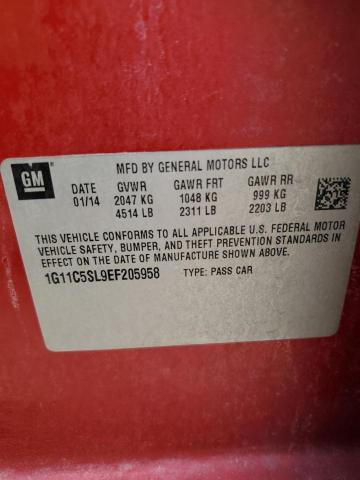 GM
MFD BY GENERAL MOTORS LLC
DATE GVWR GAWR FRT GAWR RR
01/14 2047 KG 1048 KG 999 KG
4514 LB 2311 LB 2203 LB
THIS VEHICLE CONFORMS TO ALL APPLICABLE U.S. FEDERAL MOTOR
VEHICLE SAFETY, BUMPER, AND THEFT PREVENTION STANDARDS IN
EFFECT ON THE DATE OF MANUFACTURE SHOWN ABOVE.
1G11C5SL9EF205958 TYPE: PASS CAR